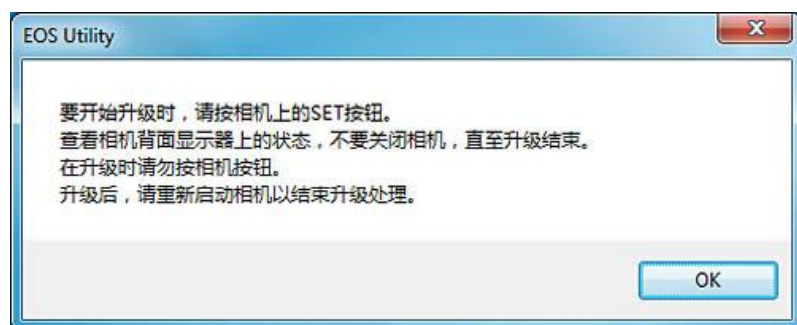 EOS Utility
要开始升级时，请按相机上的SET按钮。
查看相机背面显示器上的状态，不要关闭相机，直至升级结束。
在升级时请勿按相机按钮。
升级后，请重新启动相机以结束升级处理。
OK